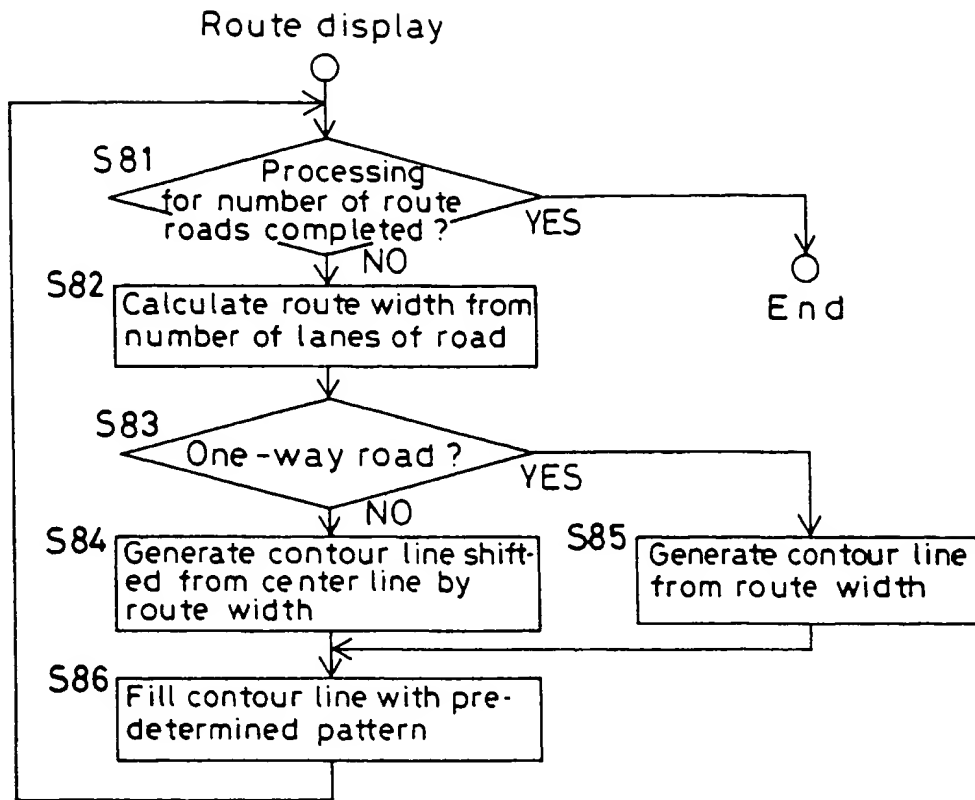 Route display
S81
Processing
for number of route
roads completed ?
YES
NO
End
S82
Calculate route width from
number of lanes of road
S83
One-way road ?
YES
NO
S84
Generate contour line shift-
ed from center line by
route width
S85
Generate contour line
from route width
S86
Fill contour line with pre-
determined pattern